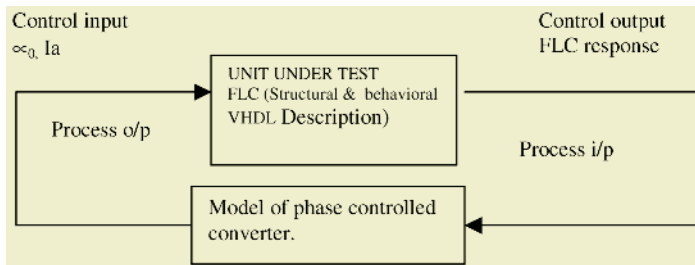 Control input
∝0, Ia
Control output
FLC response
UNIT UNDER TEST
FLC (Structural & behavioral
VHDL Description)
Process o/p
Process i/p
Model of phase controlled
converter.